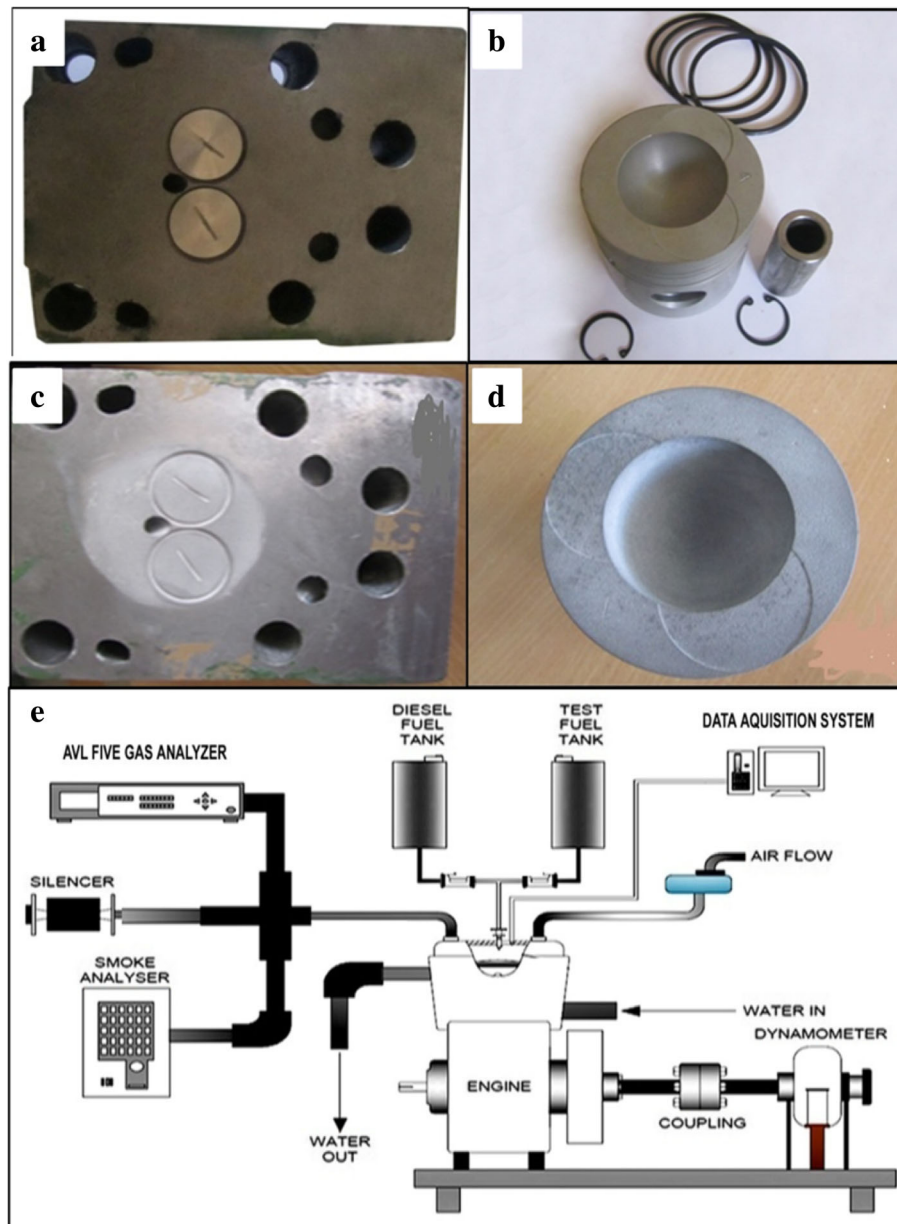 a
b
c
d
e
DIESEL
FUEL
TANK
TEST
FUEL
TANK
DATA AQUISITION SYSTEM
AVL FIVE GAS ANALYZER
AIR FLOW
SILENCER
SMOKE
ANALYSER
WATER IN
DYNAMOMETER
ENGINE
COUPLING
WATER
OUT